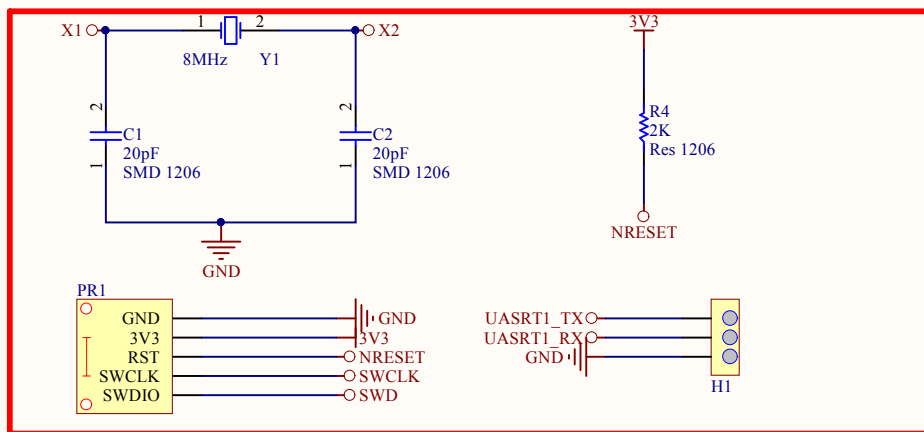 X1
1
2
X2
8MHz
Y1
2
C1
20pF
SMD 1206
1
2
C2
20pF
SMD 1206
1
GND
3V3
R4
2K
Res 1206
NRESET
PR1
GND
3V3
RST
SWCLK
SWDIO
GND
3V3
NRESET
SWCLK
SWD
UASRT1_TX
UASRT1_RX
GND
H1